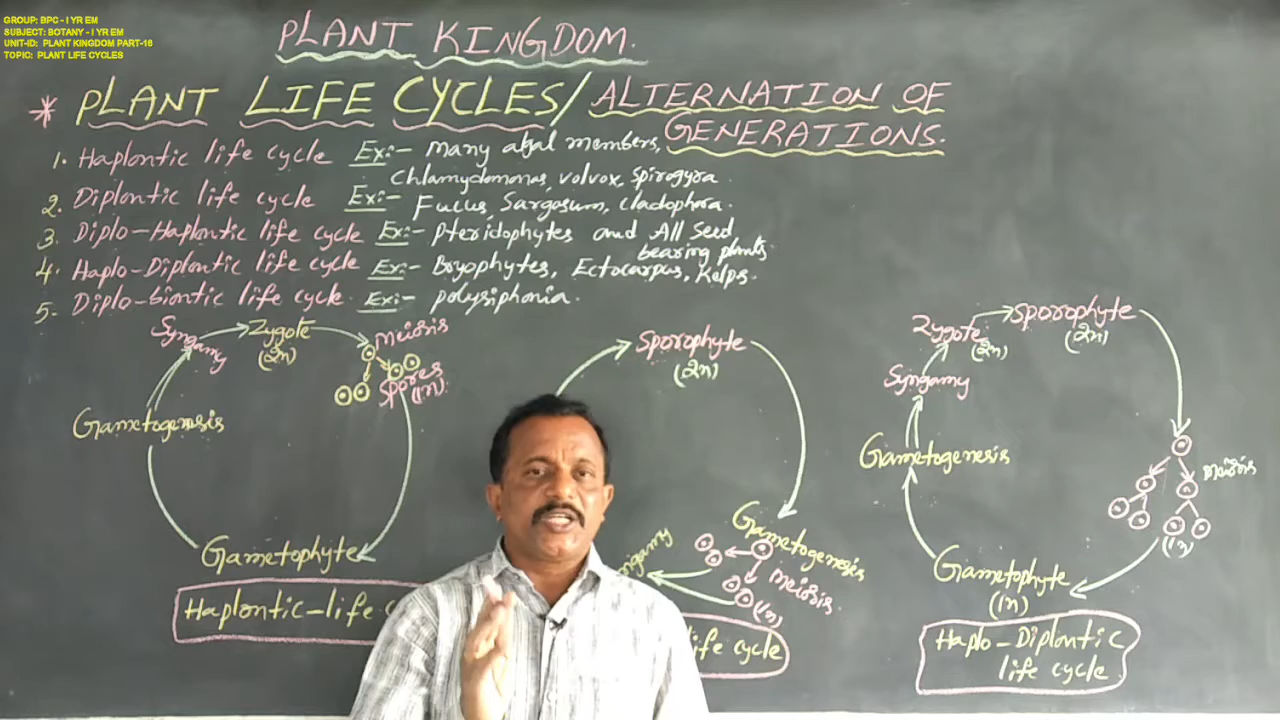 GROUP: BPC - I YR EM
SUBJECT: BOTANY - I YR EM
UNIT-ID: PLANT KINGDOM PART-16
TOPIC: PLANT LIFE CYCLES
PLANT KINGDOM.
* PLANT LIFE CYCLES/ALTERNATION OF
GENERATIONS.
1. Haplontic life cycle Ex:- Many algal members,
Chlamydomonas, volvox, spirogyra.
2. Diplontic life cycle Ex:- Fucus, Sargasum, cladophora.
3. Diplo-Haplontic life cycle Ex:- Pteridophytes and All Seed
bearing plants.
4. Haplo-Diplontic life cycle Ex:- Bryophytes, Ectocarpus, Kelps.
5. Diplo-biontic life cycle. Ex:- polysiphonia.
Syngamy
Zygote
(2n)
Meiosis
Spores
(1n)
Gametogenesis
Gametophyte
Haplontic-life
Sporophyte
(2n)
Gametogenesis
Meiosis.
(1n)
life cycle
Zygote
(2n)
Sporophyte
(2n)
Syngamy
Gametogenesis
Meiosis
(1n)
Gametophyte
(1n)
Haplo-Diplontic
life cycle